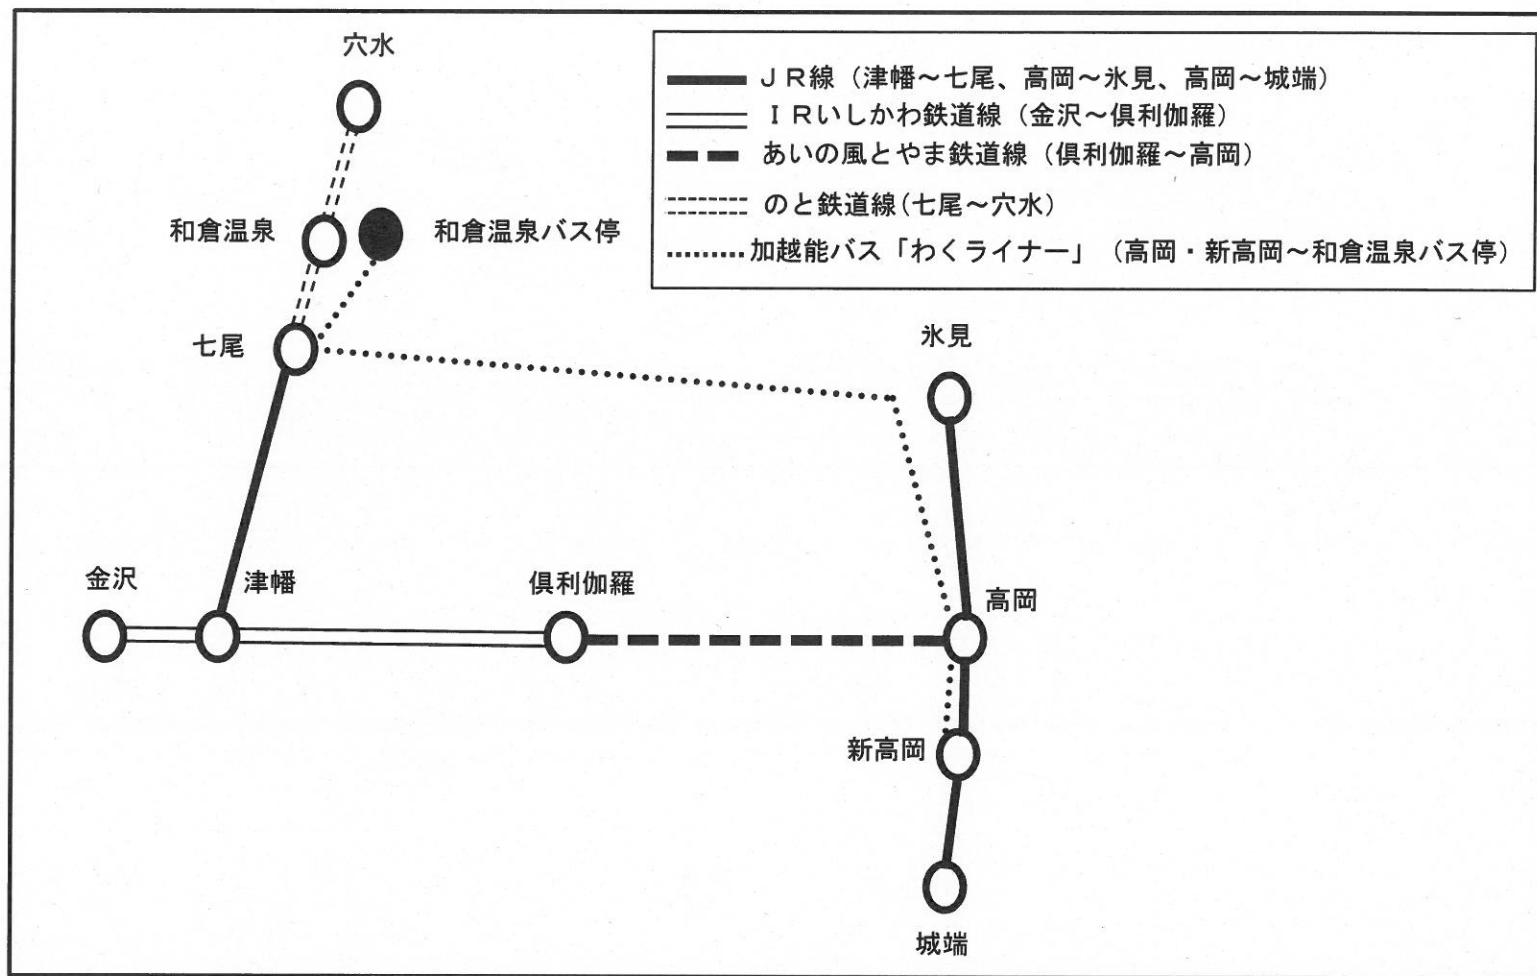 穴水
JR線（津幡～七尾、高岡～氷見、高岡～城端）
IRいしかわ鉄道線（金沢～倶利伽羅）
あいの風とやま鉄道線（倶利伽羅～高岡）
のと鉄道線(七尾～穴水)
加越能バス「わくライナー」（高岡・新高岡～和倉温泉バス停）
和倉温泉
和倉温泉バス停
七尾
氷見
金沢
津幡
倶利伽羅
高岡
新高岡
城端